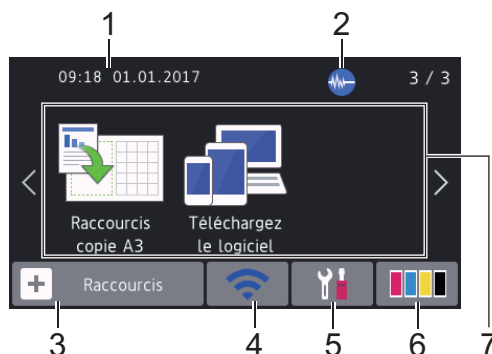 1
2
09:18 01.01.2017
3 / 3
Raccourcis
copie A3
Téléchargez
le logiciel
Raccourcis
3
4
5
6
7